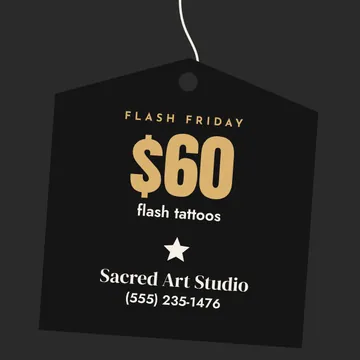 FLASH FRIDAY
$60
flash tattoos
Sacred Art Studio
(555) 235-1476